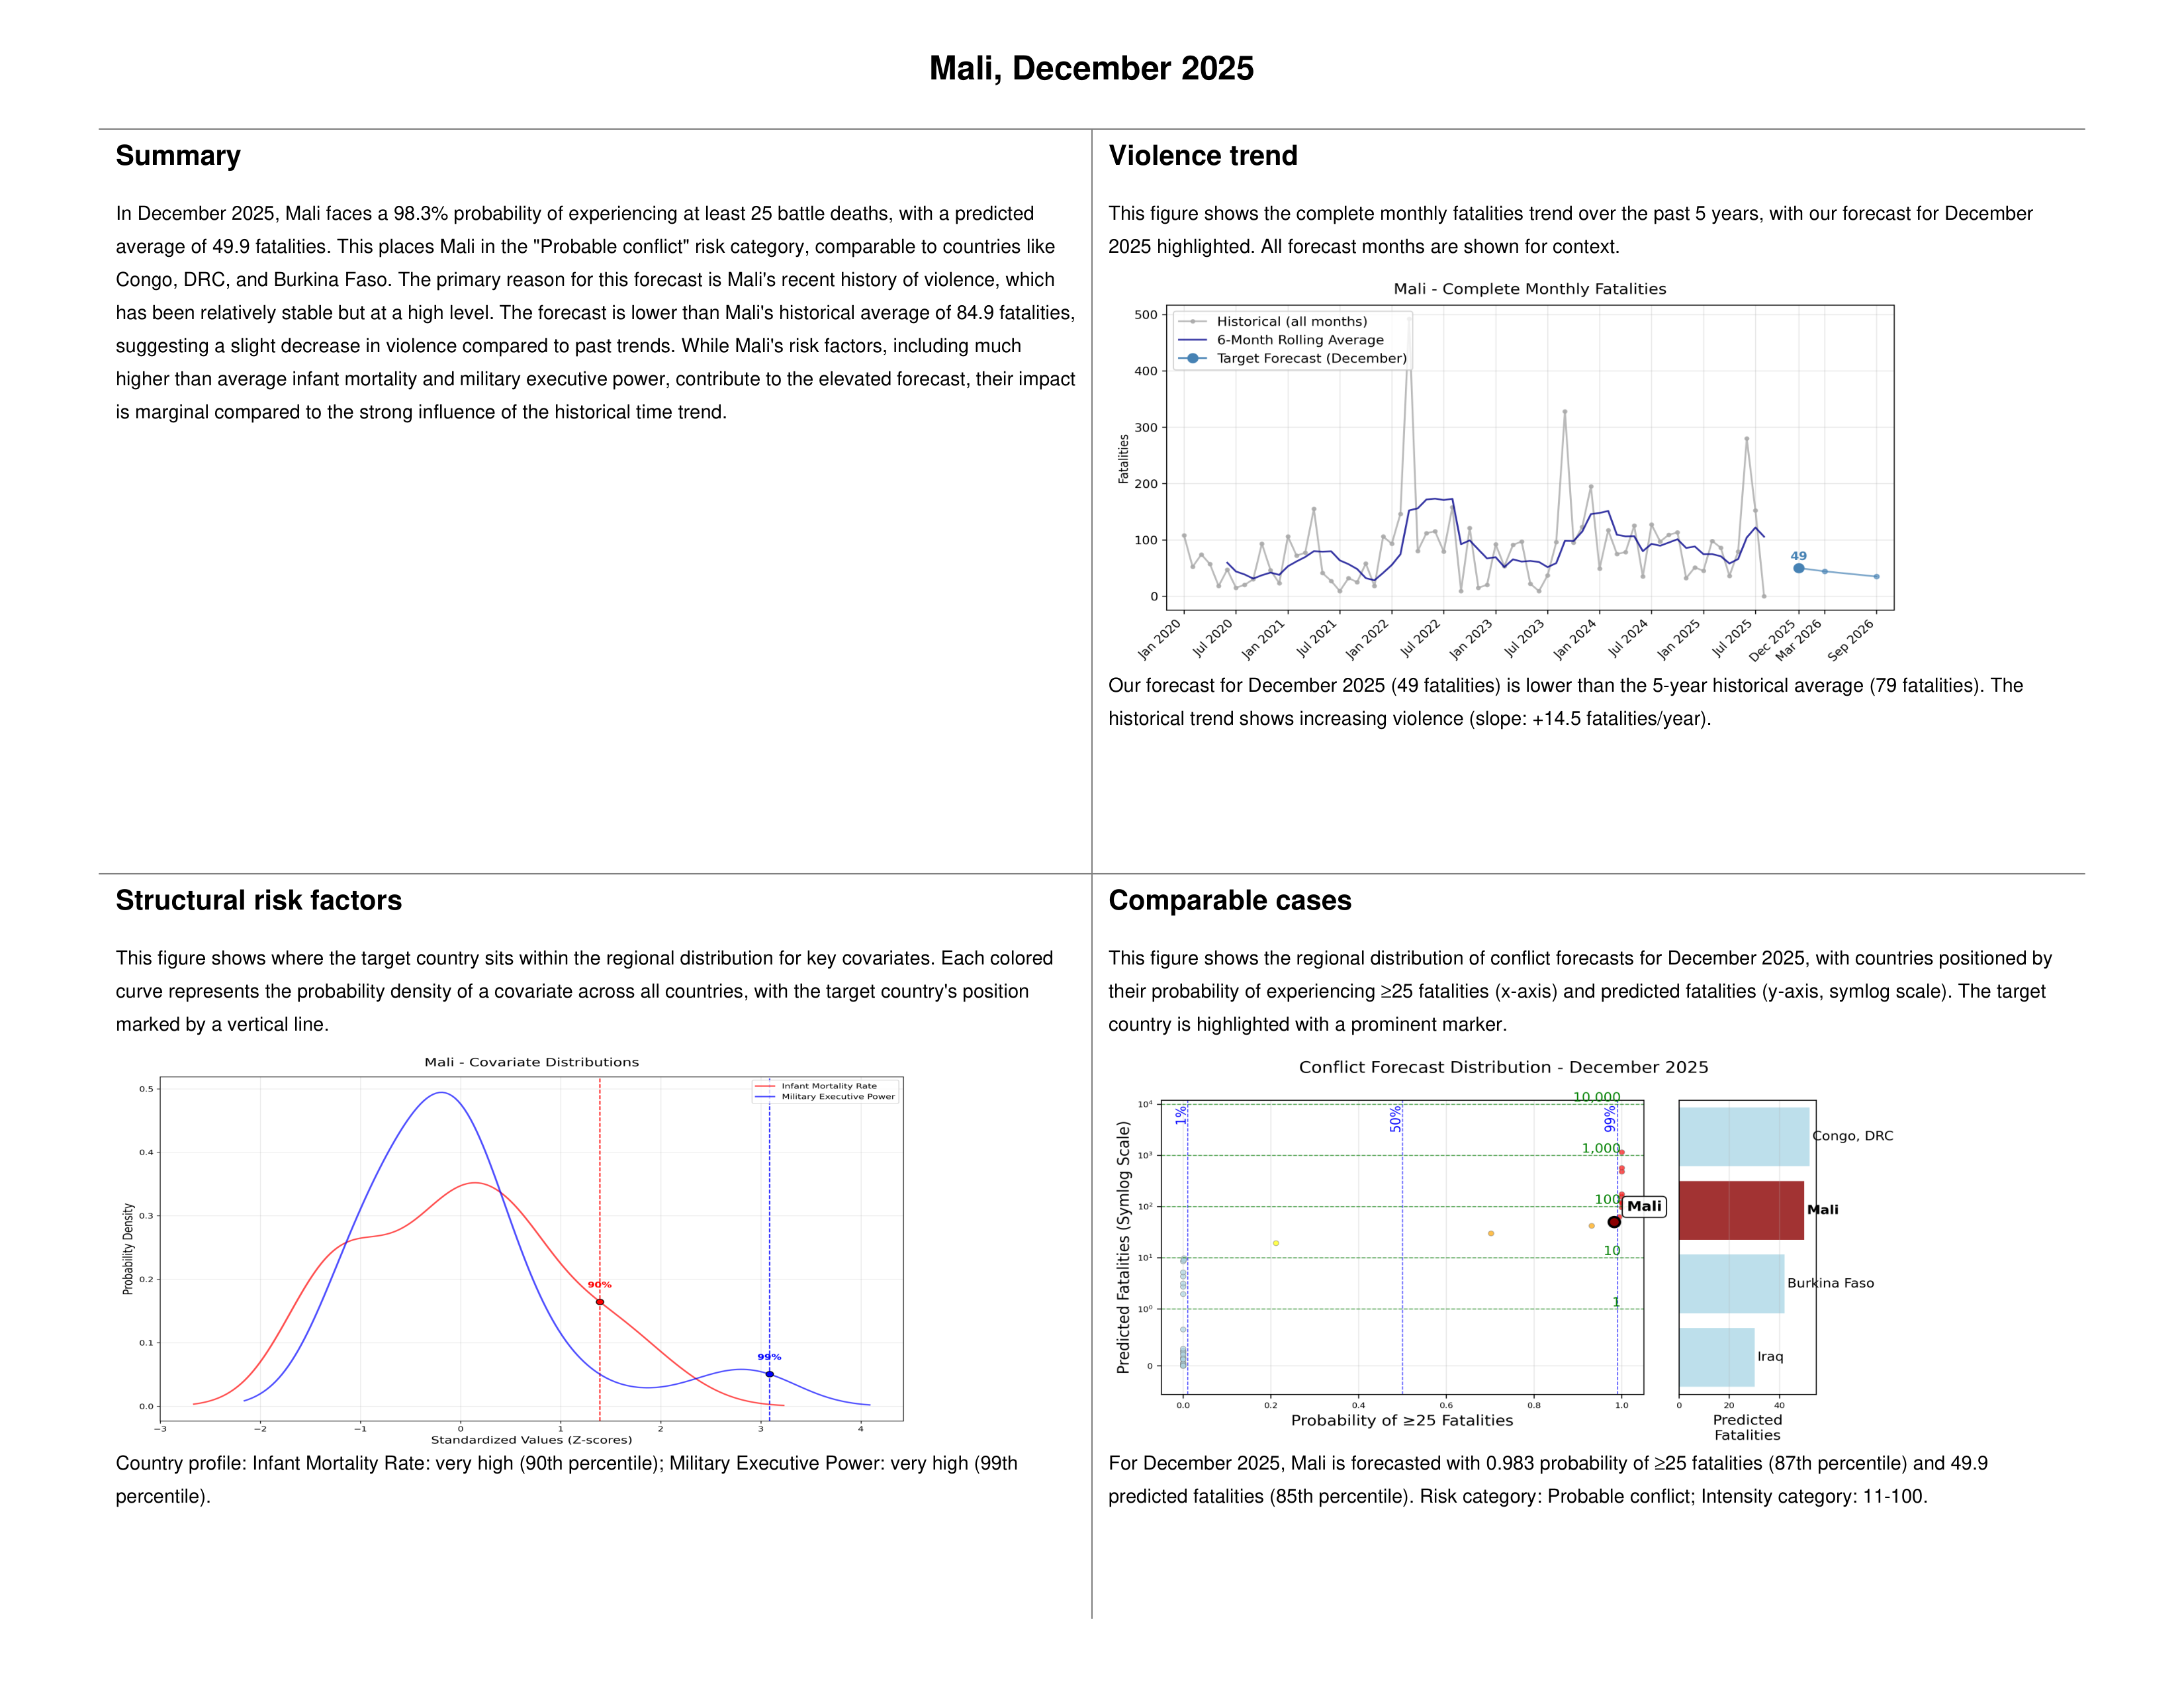 Mali, December 2025
Summary
In December 2025, Mali faces a 98.3% probability of experiencing at least 25 battle deaths, with a predicted
average of 49.9 fatalities. This places Mali in the "Probable conflict" risk category, comparable to countries like
Congo, DRC, and Burkina Faso. The primary reason for this forecast is Mali's recent history of violence, which
has been relatively stable but at a high level. The forecast is lower than Mali's historical average of 84.9 fatalities,
suggesting a slight decrease in violence compared to past trends. While Mali's risk factors, including much
higher than average infant mortality and military executive power, contribute to the elevated forecast, their impact
is marginal compared to the strong influence of the historical time trend.
Violence trend
This figure shows the complete monthly fatalities trend over the past 5 years, with our forecast for December
2025 highlighted. All forecast months are shown for context.
Mali - Complete Monthly Fatalities
Historical (all months)
6-Month Rolling Average
Target Forecast (December)
Fatalities
500
400
300
200
100
0
49
Jan 2020
Jul 2020
Jan 2021
Jul 2021
Jan 2022
Jul 2022
Jan 2023
Jul 2023
Jan 2024
Jul 2024
Jan 2025
Jul 2025
Dec 2025
Mar 2026
Sep 2026
Our forecast for December 2025 (49 fatalities) is lower than the 5-year historical average (79 fatalities). The
historical trend shows increasing violence (slope: +14.5 fatalities/year).
Structural risk factors
This figure shows where the target country sits within the regional distribution for key covariates. Each colored
curve represents the probability density of a covariate across all countries, with the target country's position
marked by a vertical line.
Mali - Covariate Distributions
Infant Mortality Rate
Military Executive Power
Probability Density
0.5
0.4
0.3
0.2
0.1
0.0
90%
99%
−3
−2
−1
0
1
2
3
4
Standardized Values (Z-scores)
Country profile: Infant Mortality Rate: very high (90th percentile); Military Executive Power: very high (99th
percentile).
Comparable cases
This figure shows the regional distribution of conflict forecasts for December 2025, with countries positioned by
their probability of experiencing ≥25 fatalities (x-axis) and predicted fatalities (y-axis, symlog scale). The target
country is highlighted with a prominent marker.
Conflict Forecast Distribution - December 2025
Predicted Fatalities (Symlog Scale)
10⁴
10³
10²
10¹
10⁰
0
1%
50%
99%
10,000
1,000
100
10
1
Mali
0.0
0.2
0.4
0.6
0.8
1.0
Probability of ≥25 Fatalities
Congo, DRC
Mali
Burkina Faso
Iraq
0
20
40
Predicted
Fatalities
For December 2025, Mali is forecasted with 0.983 probability of ≥25 fatalities (87th percentile) and 49.9
predicted fatalities (85th percentile). Risk category: Probable conflict; Intensity category: 11-100.